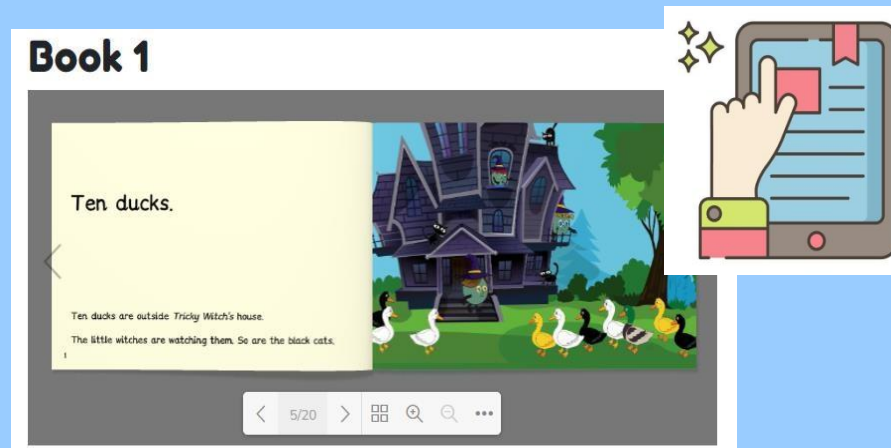 Book 1
Ten ducks.
Ten ducks are outside Tricky Witch's house.
The little witches are watching them. So are the black cats.
1
5/20